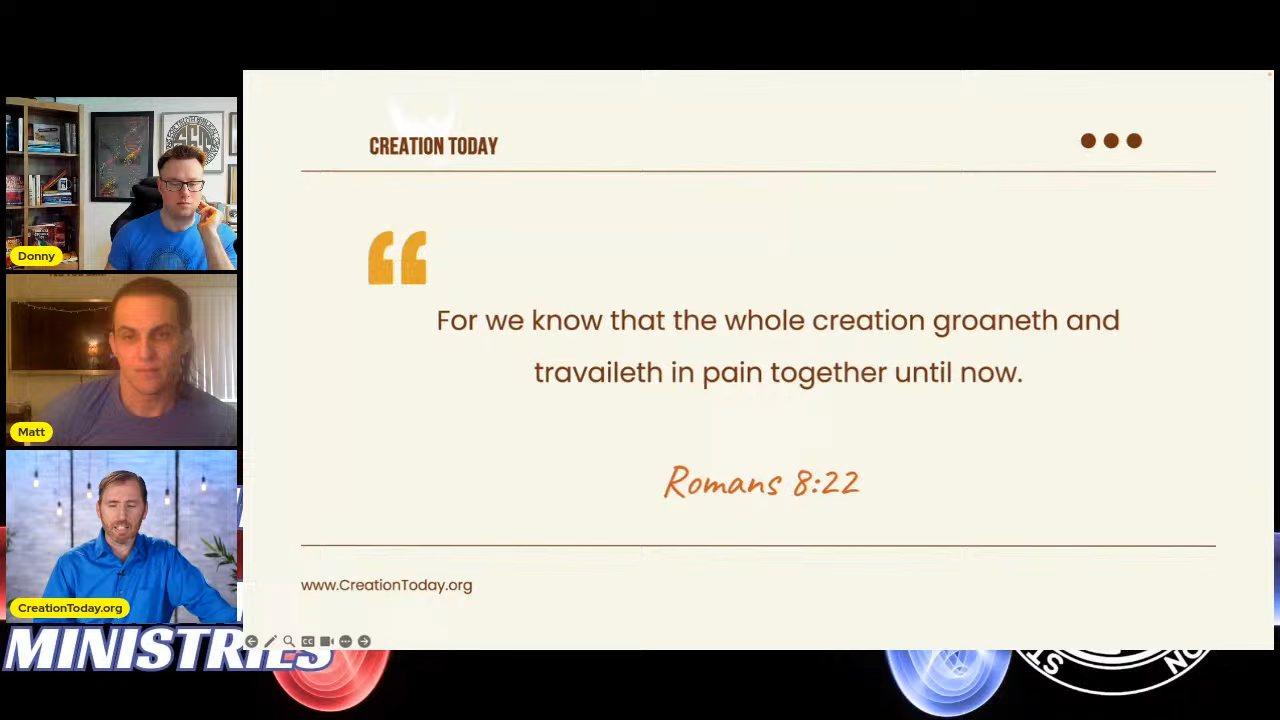 CREATION TODAY
For we know that the whole creation groaneth and
travaileth in pain together until now.
Romans 8:22
www.CreationToday.org
Donny
Matt
CreationToday.org
MINISTRIES